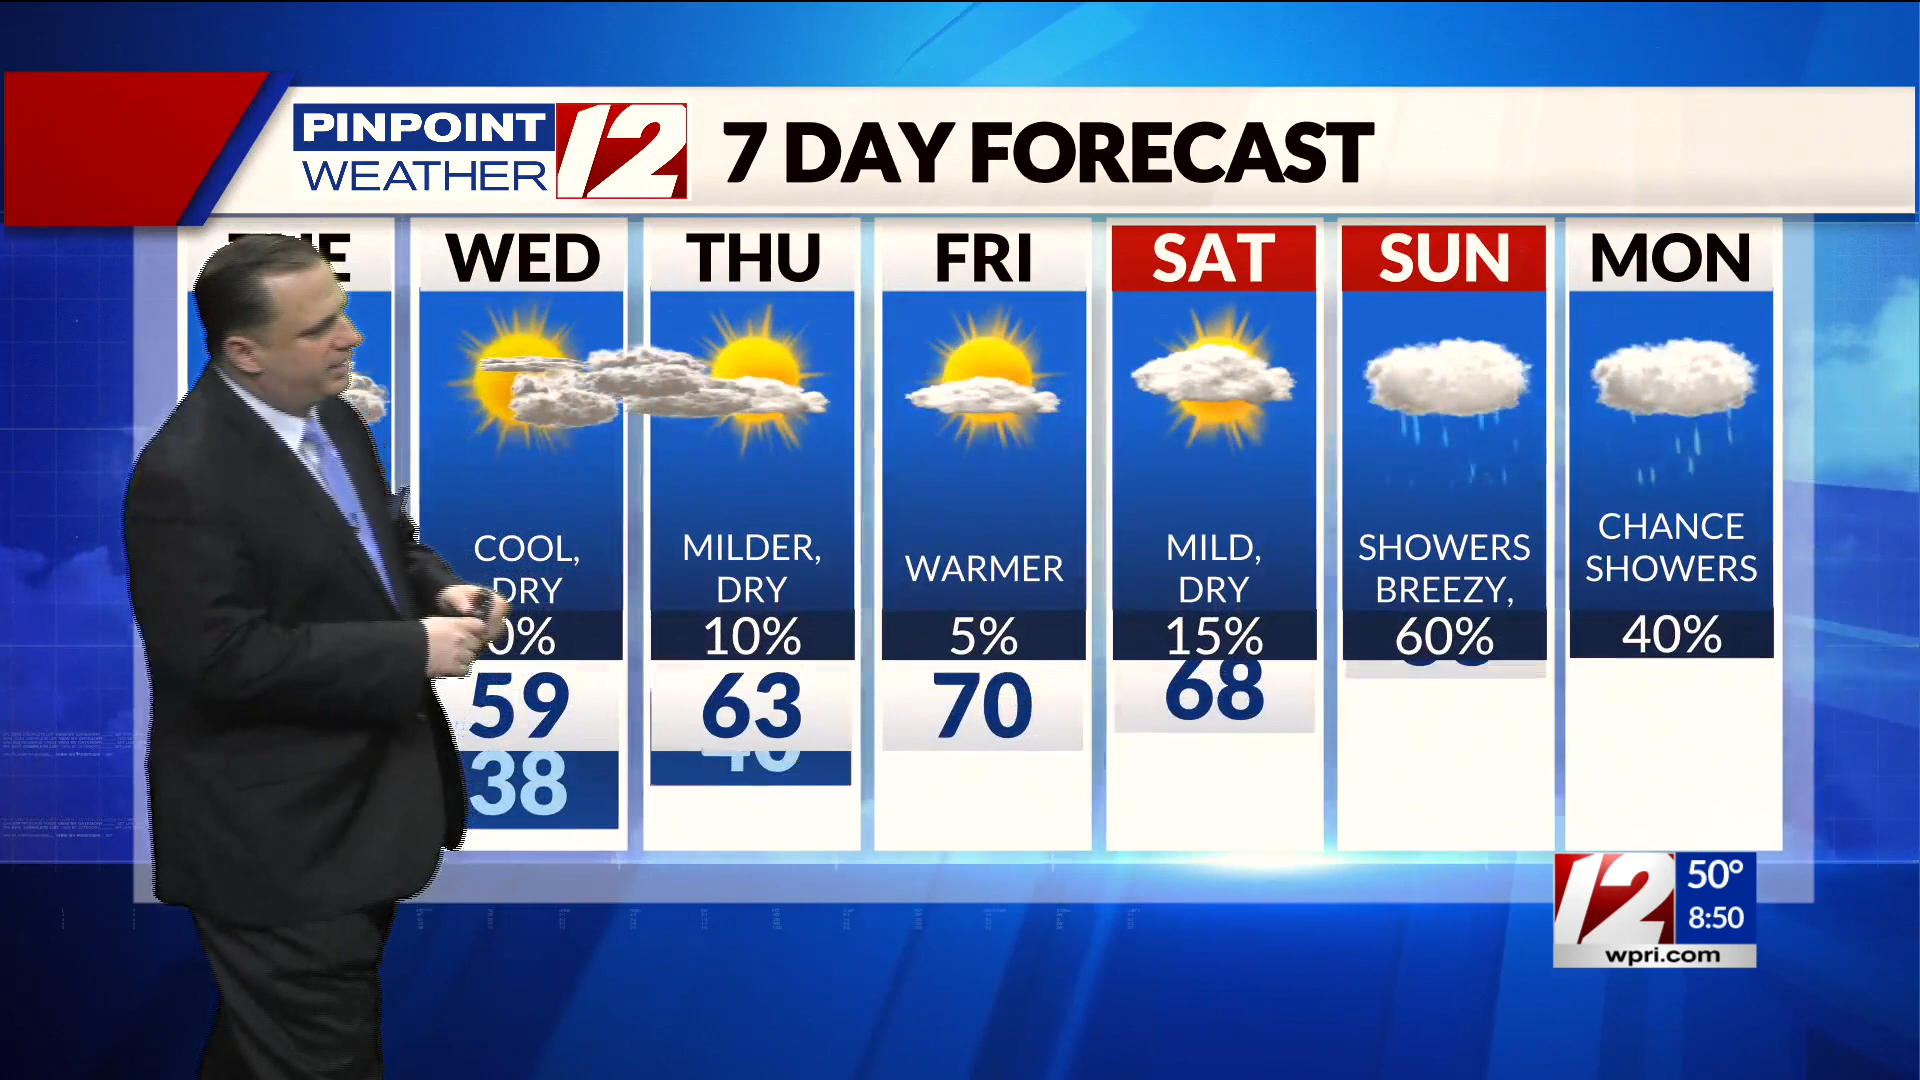 PINPOINT
WEATHER
12
7 DAY FORECAST
WED
THU
FRI
SAT
SUN
MON
COOL,
DRY
0%
59
38
MILDER,
DRY
10%
63
WARMER
5%
70
MILD,
DRY
15%
68
SHOWERS
BREEZY,
60%
CHANCE
SHOWERS
40%
12
50°
8:50
wpri.com